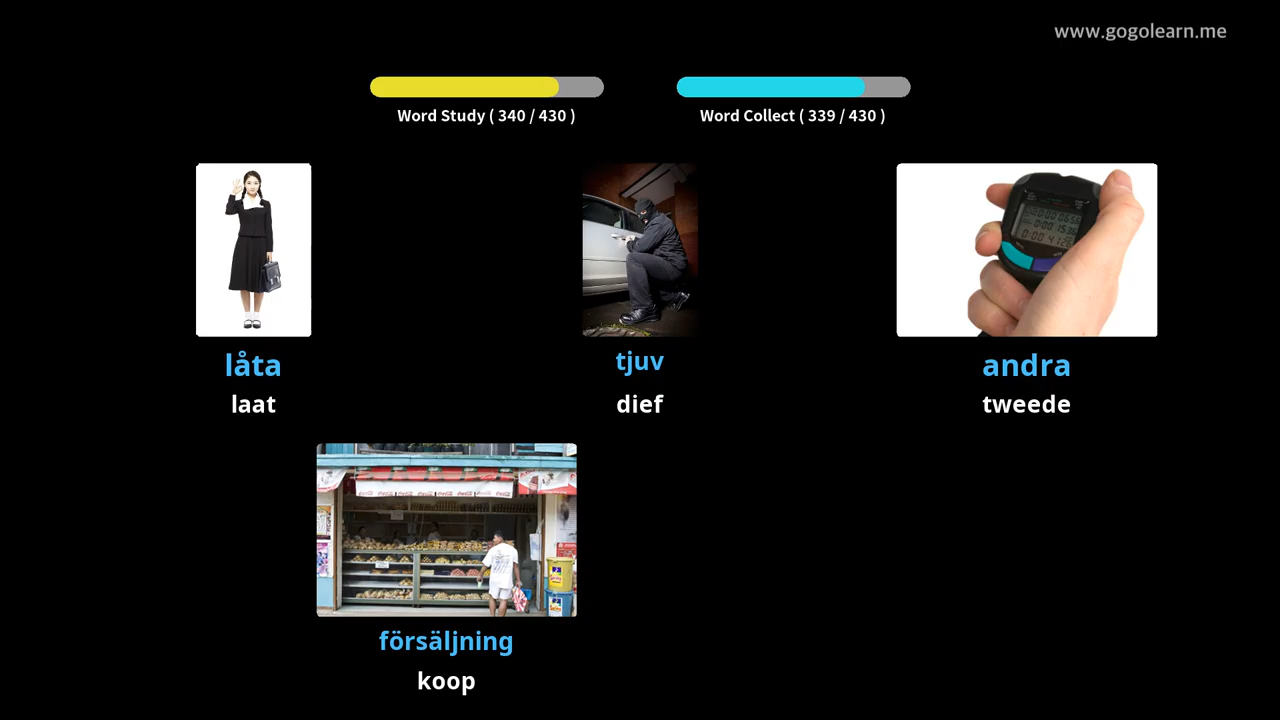 www.gogolearn.me
Word Study ( 340 / 430 )
Word Collect ( 339 / 430 )
låta
tjuv
andra
laat
dief
tweede
försäljning
koop